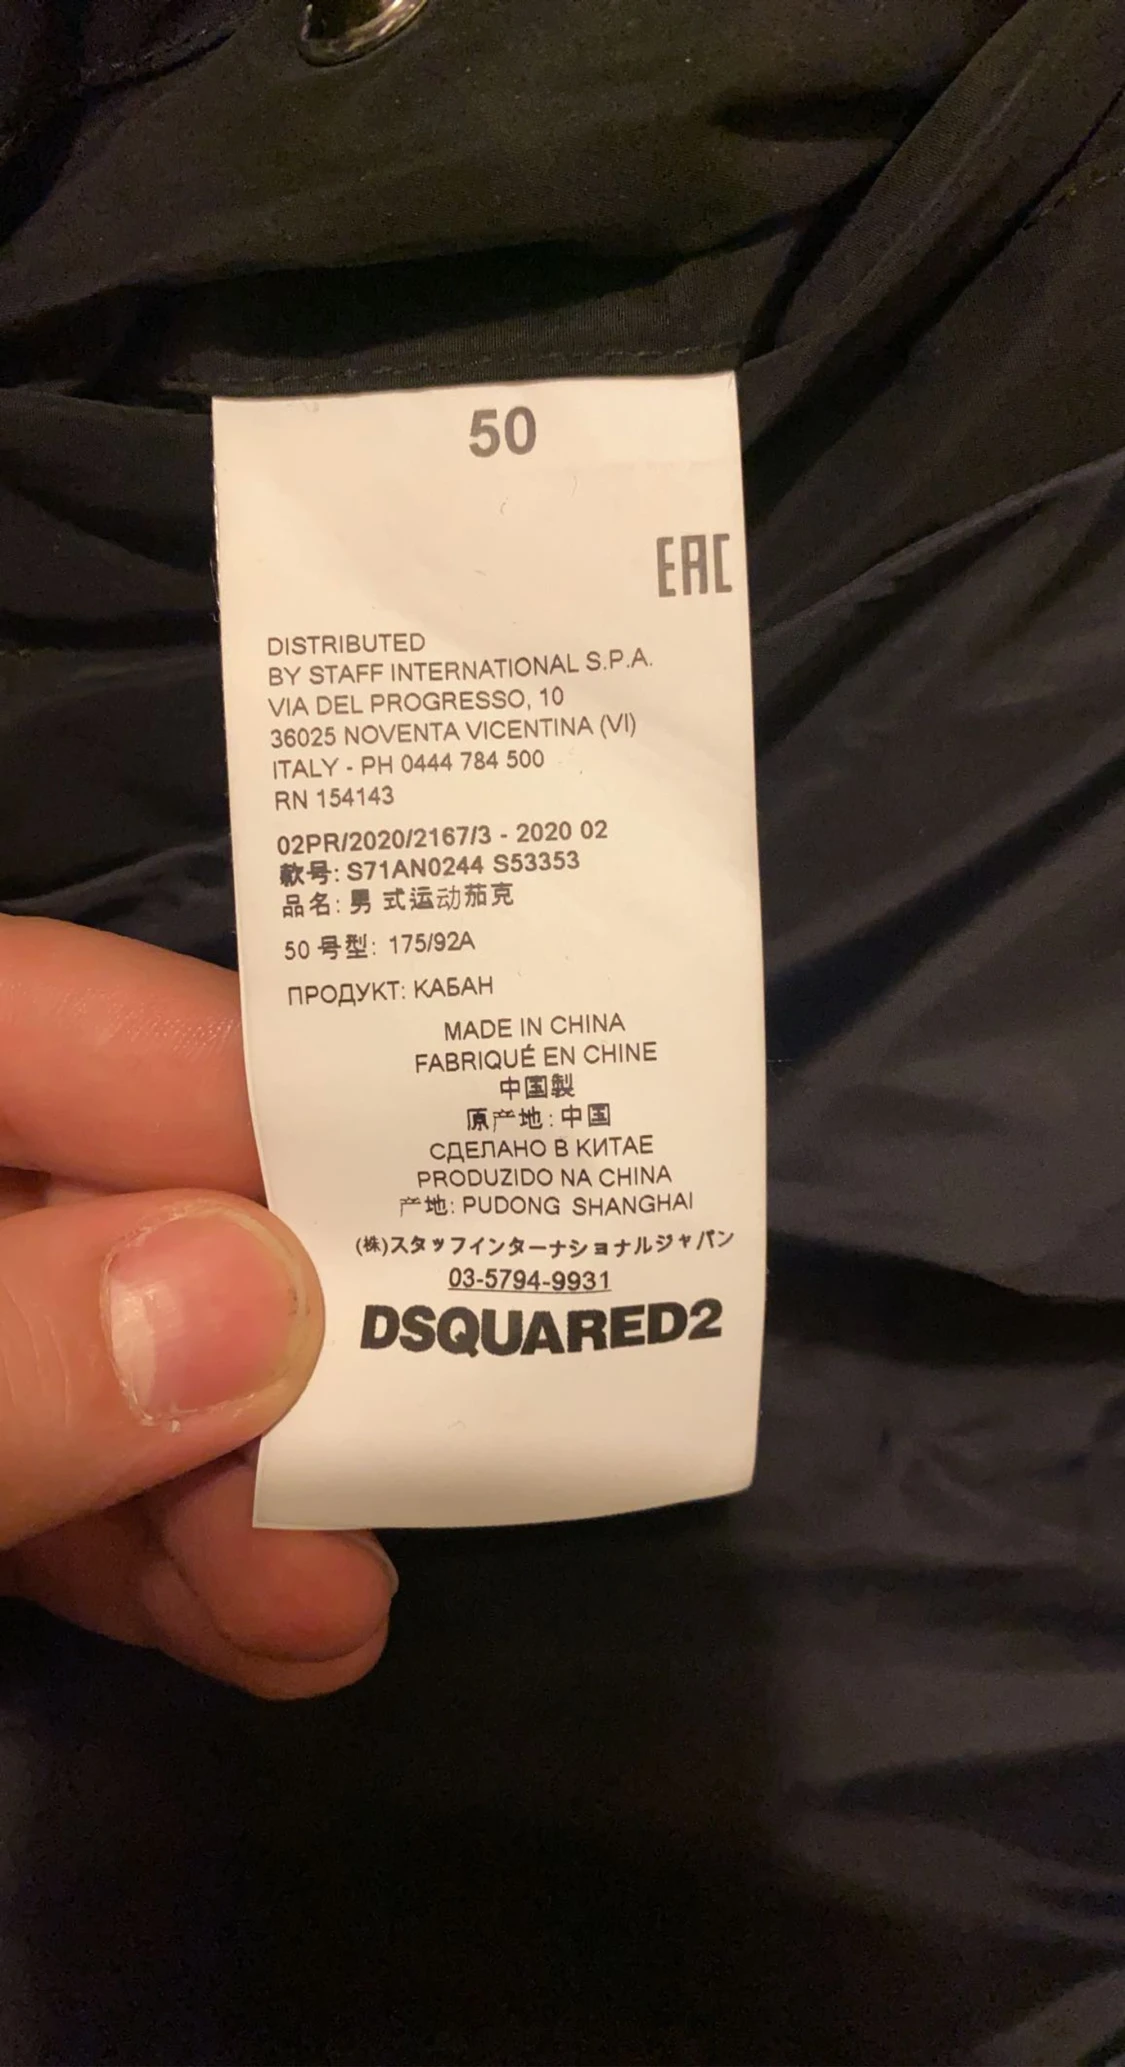 50
EAC
DISTRIBUTED
BY STAFF INTERNATIONAL S.P.A.
VIA DEL PROGRESSO, 10
36025 NOVENTA VICENTINA (VI)
ITALY - PH 0444 784 500
RN 154143
02PR/2020/2167/3 - 2020 02
款号: S71AN0244 S53353
品名: 男 式运动茄克
50 号型: 175/92A
ПРОДУКТ: КАБАН
MADE IN CHINA
FABRIQUÉ EN CHINE
中国製
原产地: 中国
СДЕЛАНО В КИТАЕ
PRODUZIDO NA CHINA
产地: PUDONG SHANGHAI
(株)スタッフインターナショナルジャパン
03-5794-9931
DSQUARED2